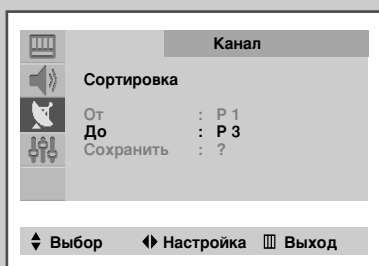 Канал
Сортировка
От : P 1
До : P 3
Сохранить : ?
Выбор Настройка Выход